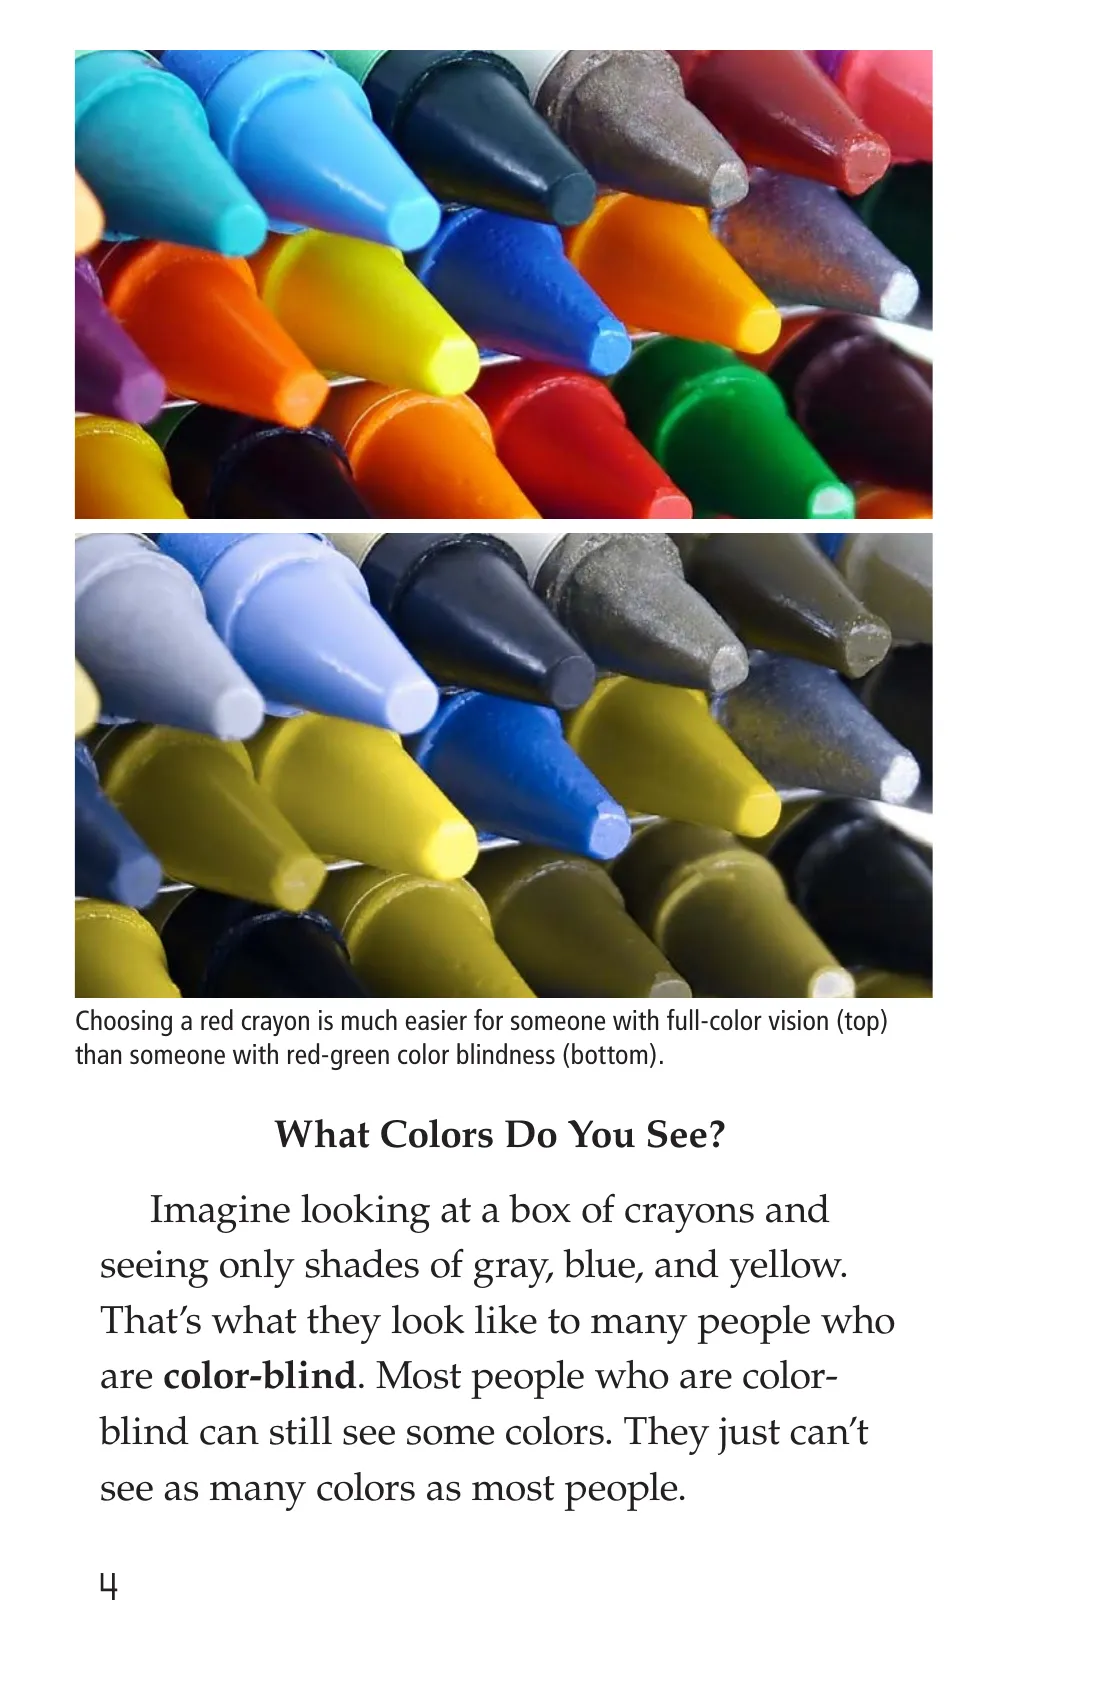 Choosing a red crayon is much easier for someone with full-color vision (top)
than someone with red-green color blindness (bottom).
What Colors Do You See?
Imagine looking at a box of crayons and
seeing only shades of gray, blue, and yellow.
That’s what they look like to many people who
are color-blind. Most people who are color-
blind can still see some colors. They just can’t
see as many colors as most people.
4